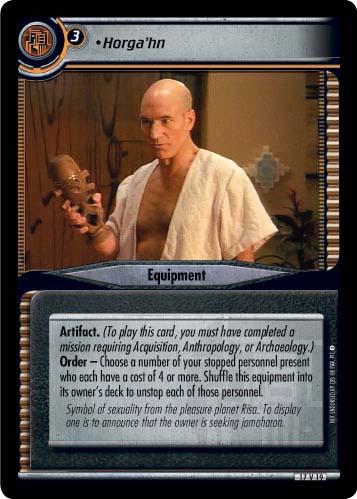 3
•Horga'hn
Equipment
Artifact. (To play this card, you must have completed a
mission requiring Acquisition, Anthropology, or Archaeology.)
Order – Choose a number of your stopped personnel present
who each have a cost of 4 or more. Shuffle this equipment into
its owner's deck to unstop each of those personnel.
Symbol of sexuality from the pleasure planet Risa. To display
one is to announce that the owner is seeking jamaharon.
17 V 19